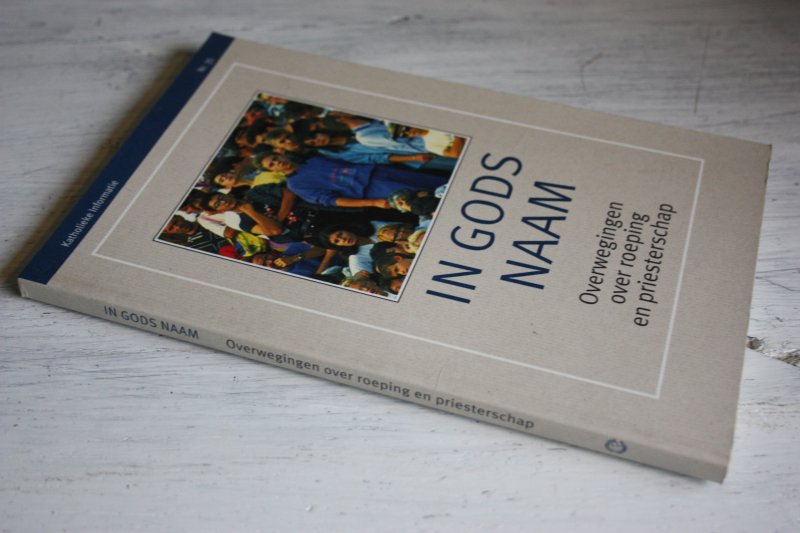 Katholieke Informatie
IN GODS
NAAM
Overwegingen
over roeping
en priesterschap
IN GODS NAAM Overwegingen over roeping en priesterschap